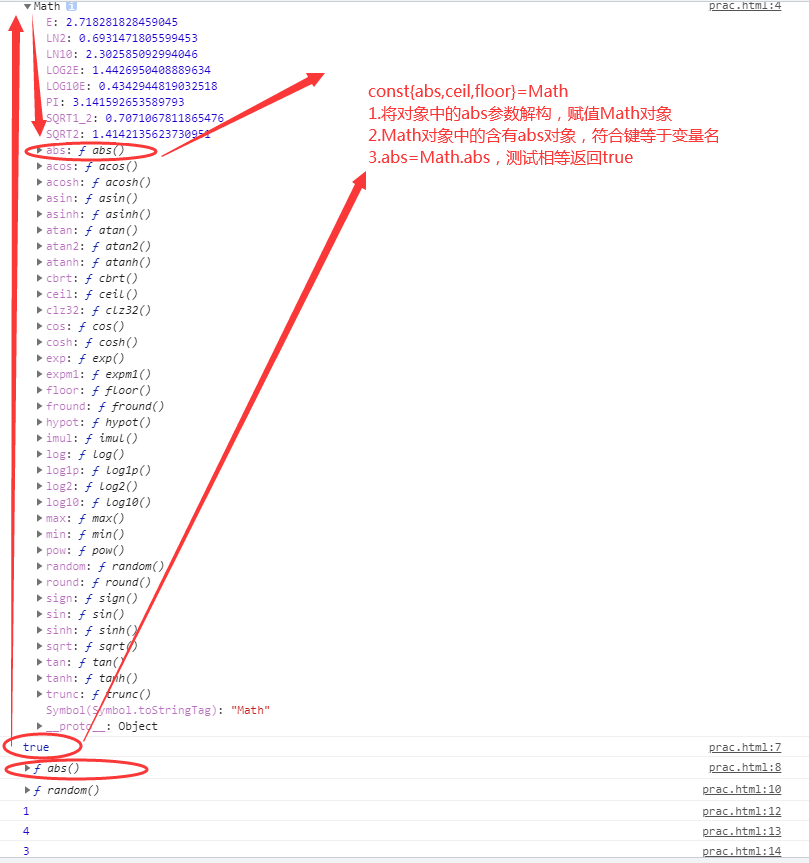 Math i prac.html:4
E: 2.718281828459045
LN2: 0.6931471805599453
LN10: 2.302585092994046
LOG2E: 1.4426950408889634
LOG10E: 0.4342944819032518
PI: 3.141592653589793
SQRT1_2: 0.7071067811865476
SQRT2: 1.4142135623730951
abs: ƒ abs()
acos: ƒ acos()
acosh: ƒ acosh()
asin: ƒ asin()
asinh: ƒ asinh()
atan: ƒ atan()
atan2: ƒ atan2()
atanh: ƒ atanh()
cbrt: ƒ cbrt()
ceil: ƒ ceil()
clz32: ƒ clz32()
cos: ƒ cos()
cosh: ƒ cosh()
exp: ƒ exp()
expm1: ƒ expm1()
floor: ƒ floor()
fround: ƒ fround()
hypot: ƒ hypot()
imul: ƒ imul()
log: ƒ log()
log1p: ƒ log1p()
log2: ƒ log2()
log10: ƒ log10()
max: ƒ max()
min: ƒ min()
pow: ƒ pow()
random: ƒ random()
round: ƒ round()
sign: ƒ sign()
sin: ƒ sin()
sinh: ƒ sinh()
sqrt: ƒ sqrt()
tan: ƒ tan()
tanh: ƒ tanh()
trunc: ƒ trunc()
Symbol(Symbol.toStringTag): "Math"
__proto__: Object
const{abs,ceil,floor}=Math
1.将对象中的abs参数解构，赋值Math对象
2.Math对象中的含有abs对象，符合键等于变量名
3.abs=Math.abs，测试相等返回true
true prac.html:7
ƒ abs() prac.html:8
ƒ random() prac.html:10
1 prac.html:12
4 prac.html:13
3 prac.html:14